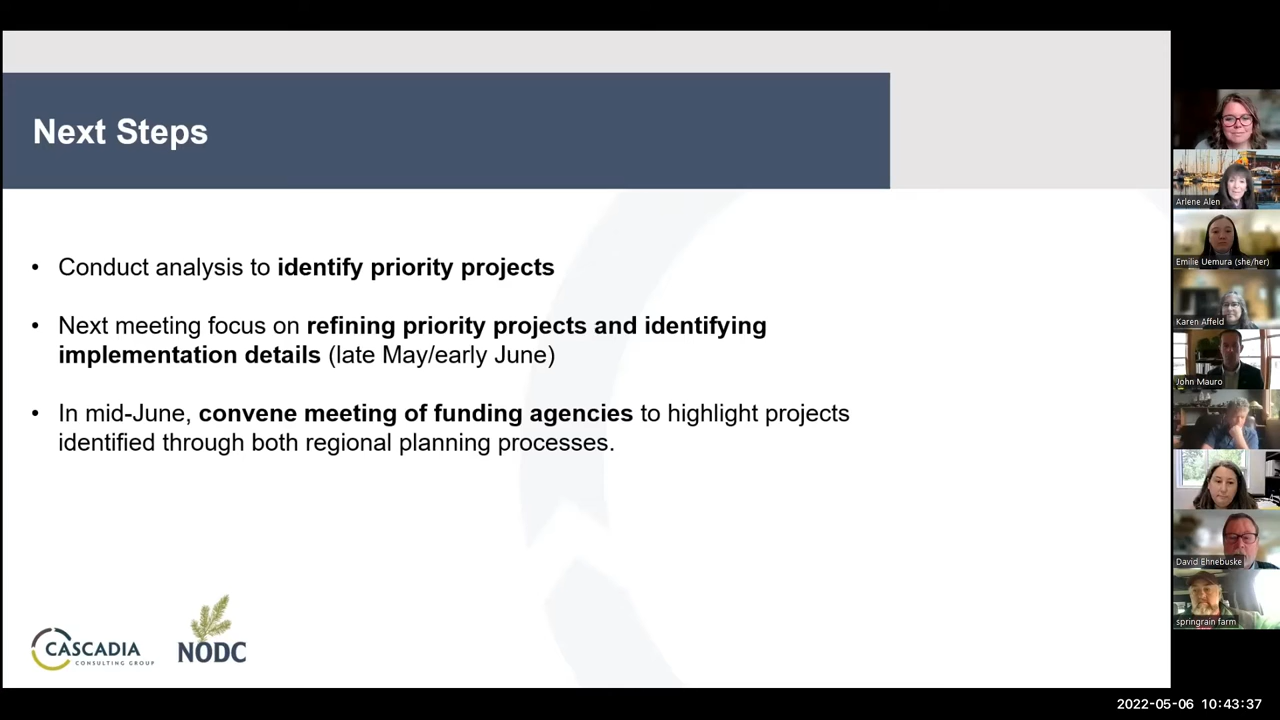 Next Steps
• Conduct analysis to identify priority projects
• Next meeting focus on refining priority projects and identifying
implementation details (late May/early June)
• In mid-June, convene meeting of funding agencies to highlight projects
identified through both regional planning processes.
CASCADIA
CONSULTING GROUP
NODC
Arlene Alen
Emilie Uemura (she/her)
Karen Affeld
John Mauro
David Ehnebuske
springrain farm
2022-05-06 10:43:37